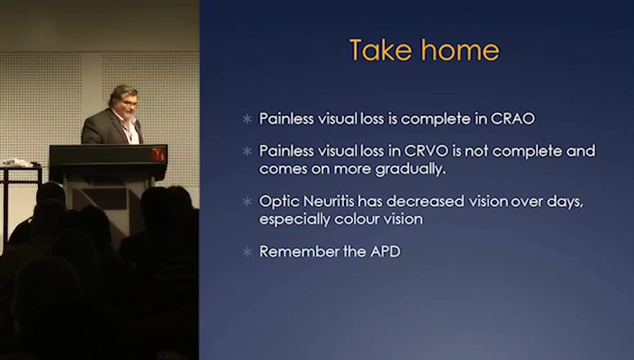 Take home
Painless visual loss is complete in CRAO
Painless visual loss in CRVO is not complete and
comes on more gradually.
Optic Neuritis has decreased vision over days,
especially colour vision
Remember the APD